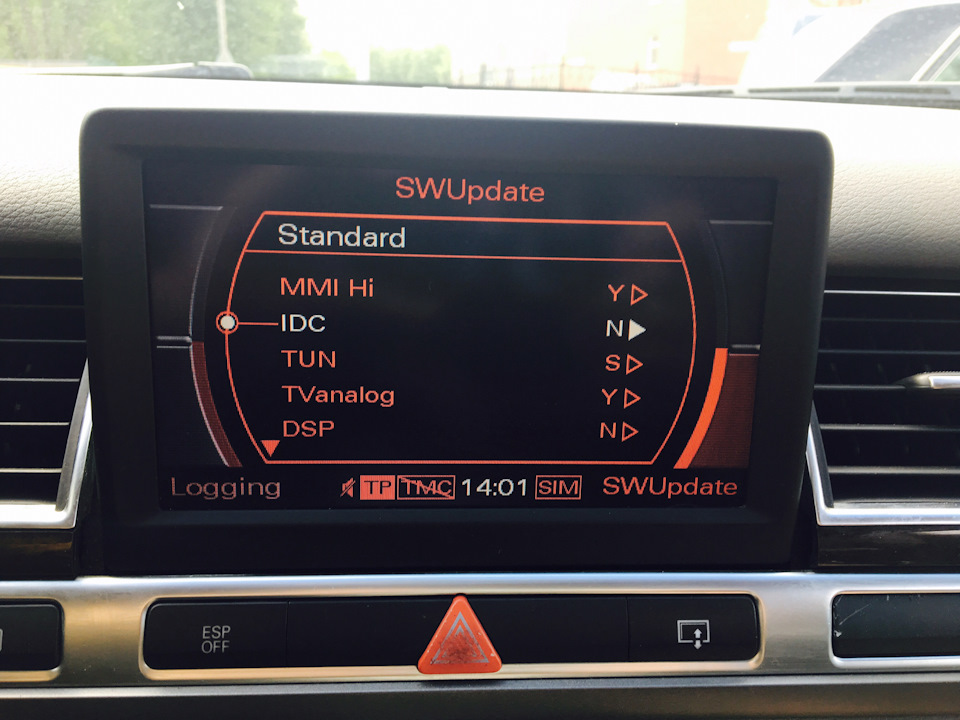 SWUpdate
Standard
MMI Hi Y
IDC N
TUN S
TVanalog Y
DSP N
Logging TP TMC 14:01 SIM SWUpdate
ESP
OFF